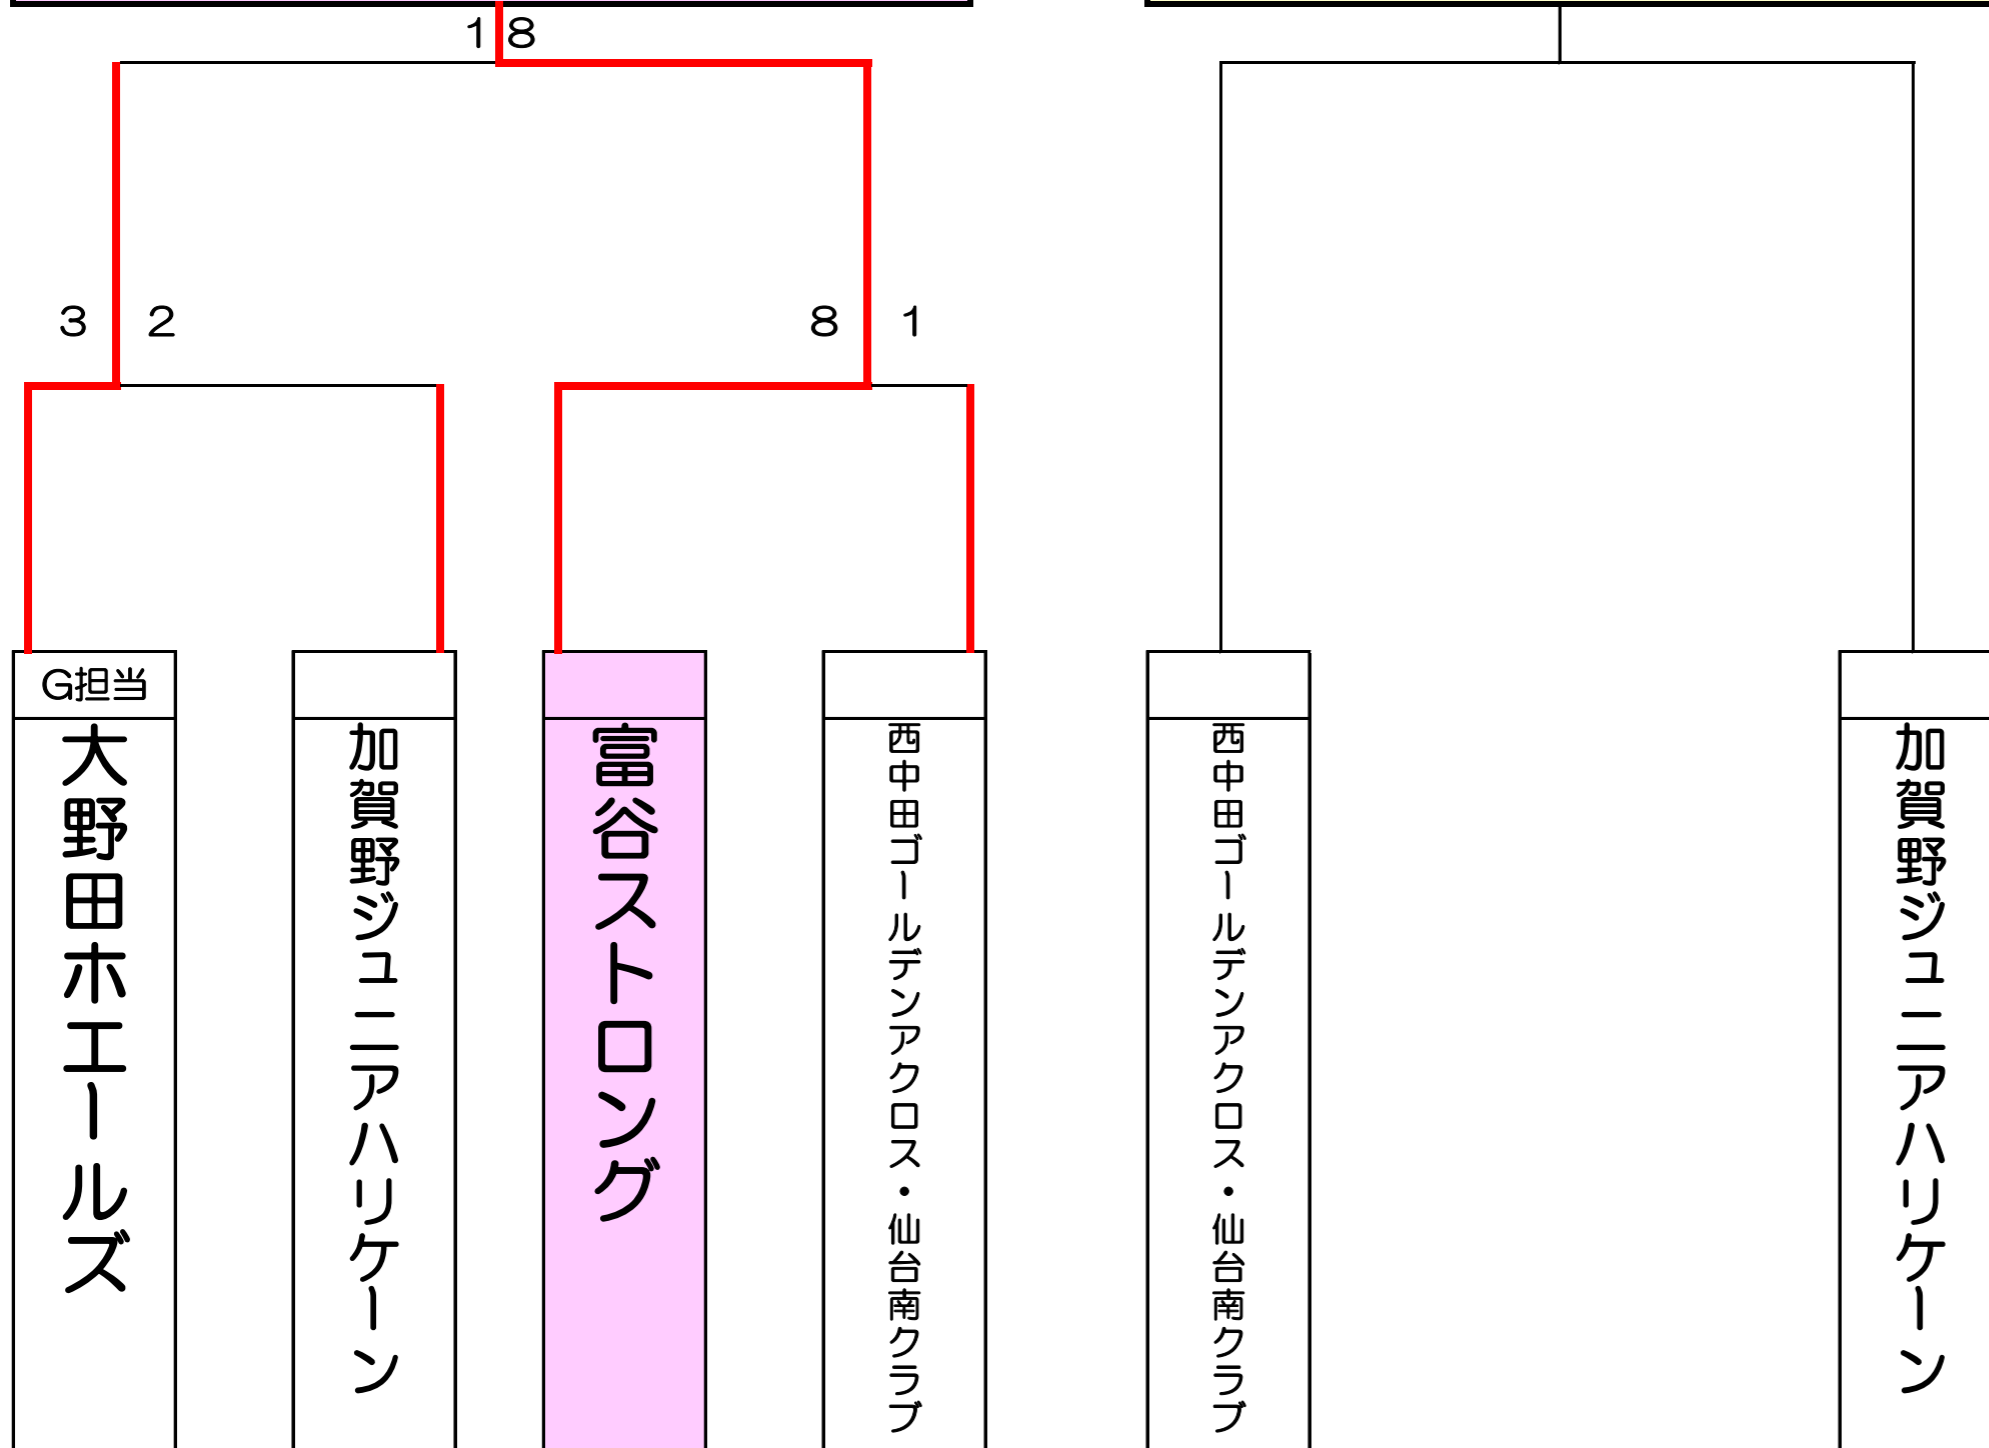 1 8
3 2
8 1
G担当
大野田ホエールズ
加賀野ジュニアハリケーン
富谷ストロング
西中田ゴールデンアクロス・仙台南クラブ
西中田ゴールデンアクロス・仙台南クラブ
加賀野ジュニアハリケーン